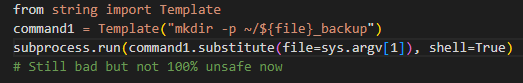 from string import Template
command1 = Template("mkdir -p ~/${file}_backup")
subprocess.run(command1.substitute(file=sys.argv[1]), shell=True)
# Still bad but not 100% unsafe now